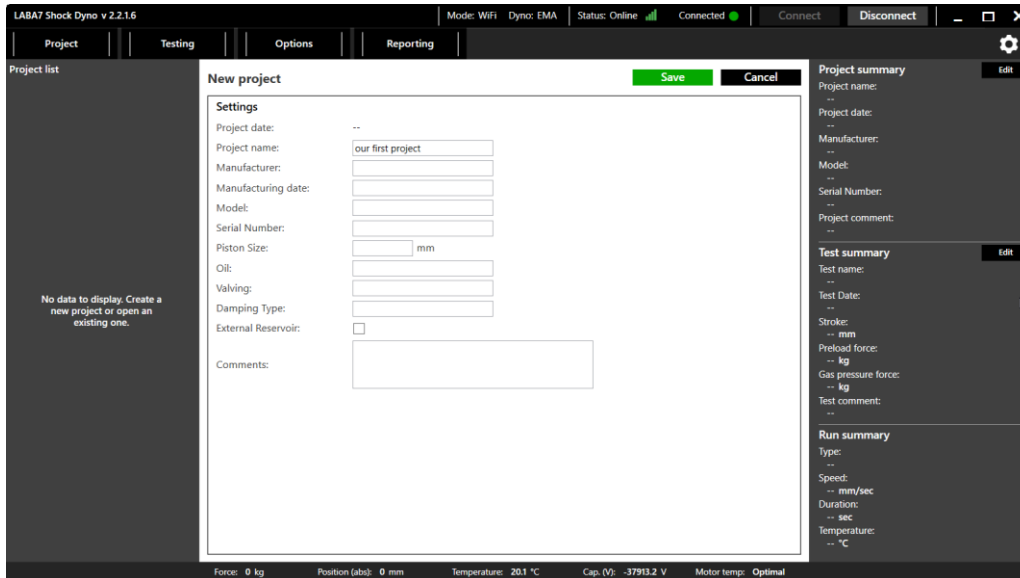 LABA7 Shock Dyno v 2.2.1.6
Mode: WiFi Dyno: EMA Status: Online Connected Connect Disconnect
Project Testing Options Reporting
Project list
No data to display. Create a
new project or open an
existing one.
New project Save Cancel
Settings
Project date: --
Project name: our first project
Manufacturer:
Manufacturing date:
Model:
Serial Number:
Piston Size: mm
Oil:
Valving:
Damping Type:
External Reservoir:
Comments:
Project summary Edit
Project name:
--
Project date:
--
Manufacturer:
--
Model:
--
Serial Number:
--
Project comment:
--
Test summary Edit
Test name:
--
Test Date:
--
Stroke:
-- mm
Preload force:
-- kg
Gas pressure force:
-- kg
Test comment:
--
Run summary
Type:
--
Speed:
-- mm/sec
Duration:
-- sec
Temperature:
-- °C
Force: 0 kg Position (abs): 0 mm Temperature: 20.1 °C Cap. (V): -37913.2 V Motor temp: Optimal